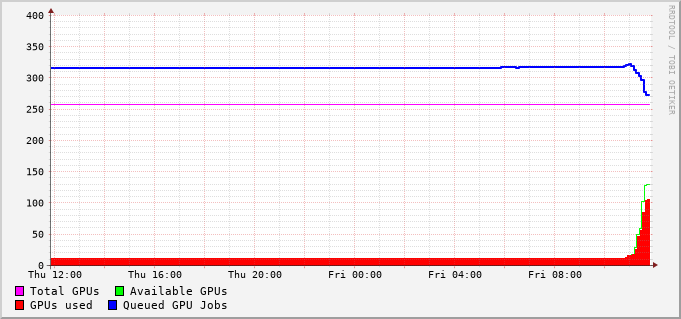 400
350
300
250
200
150
100
50
0
Thu 12:00 Thu 16:00 Thu 20:00 Fri 00:00 Fri 04:00 Fri 08:00
Total GPUs Available GPUs
GPUs used Queued GPU Jobs
RRDTOOL / TOBI OETIKER